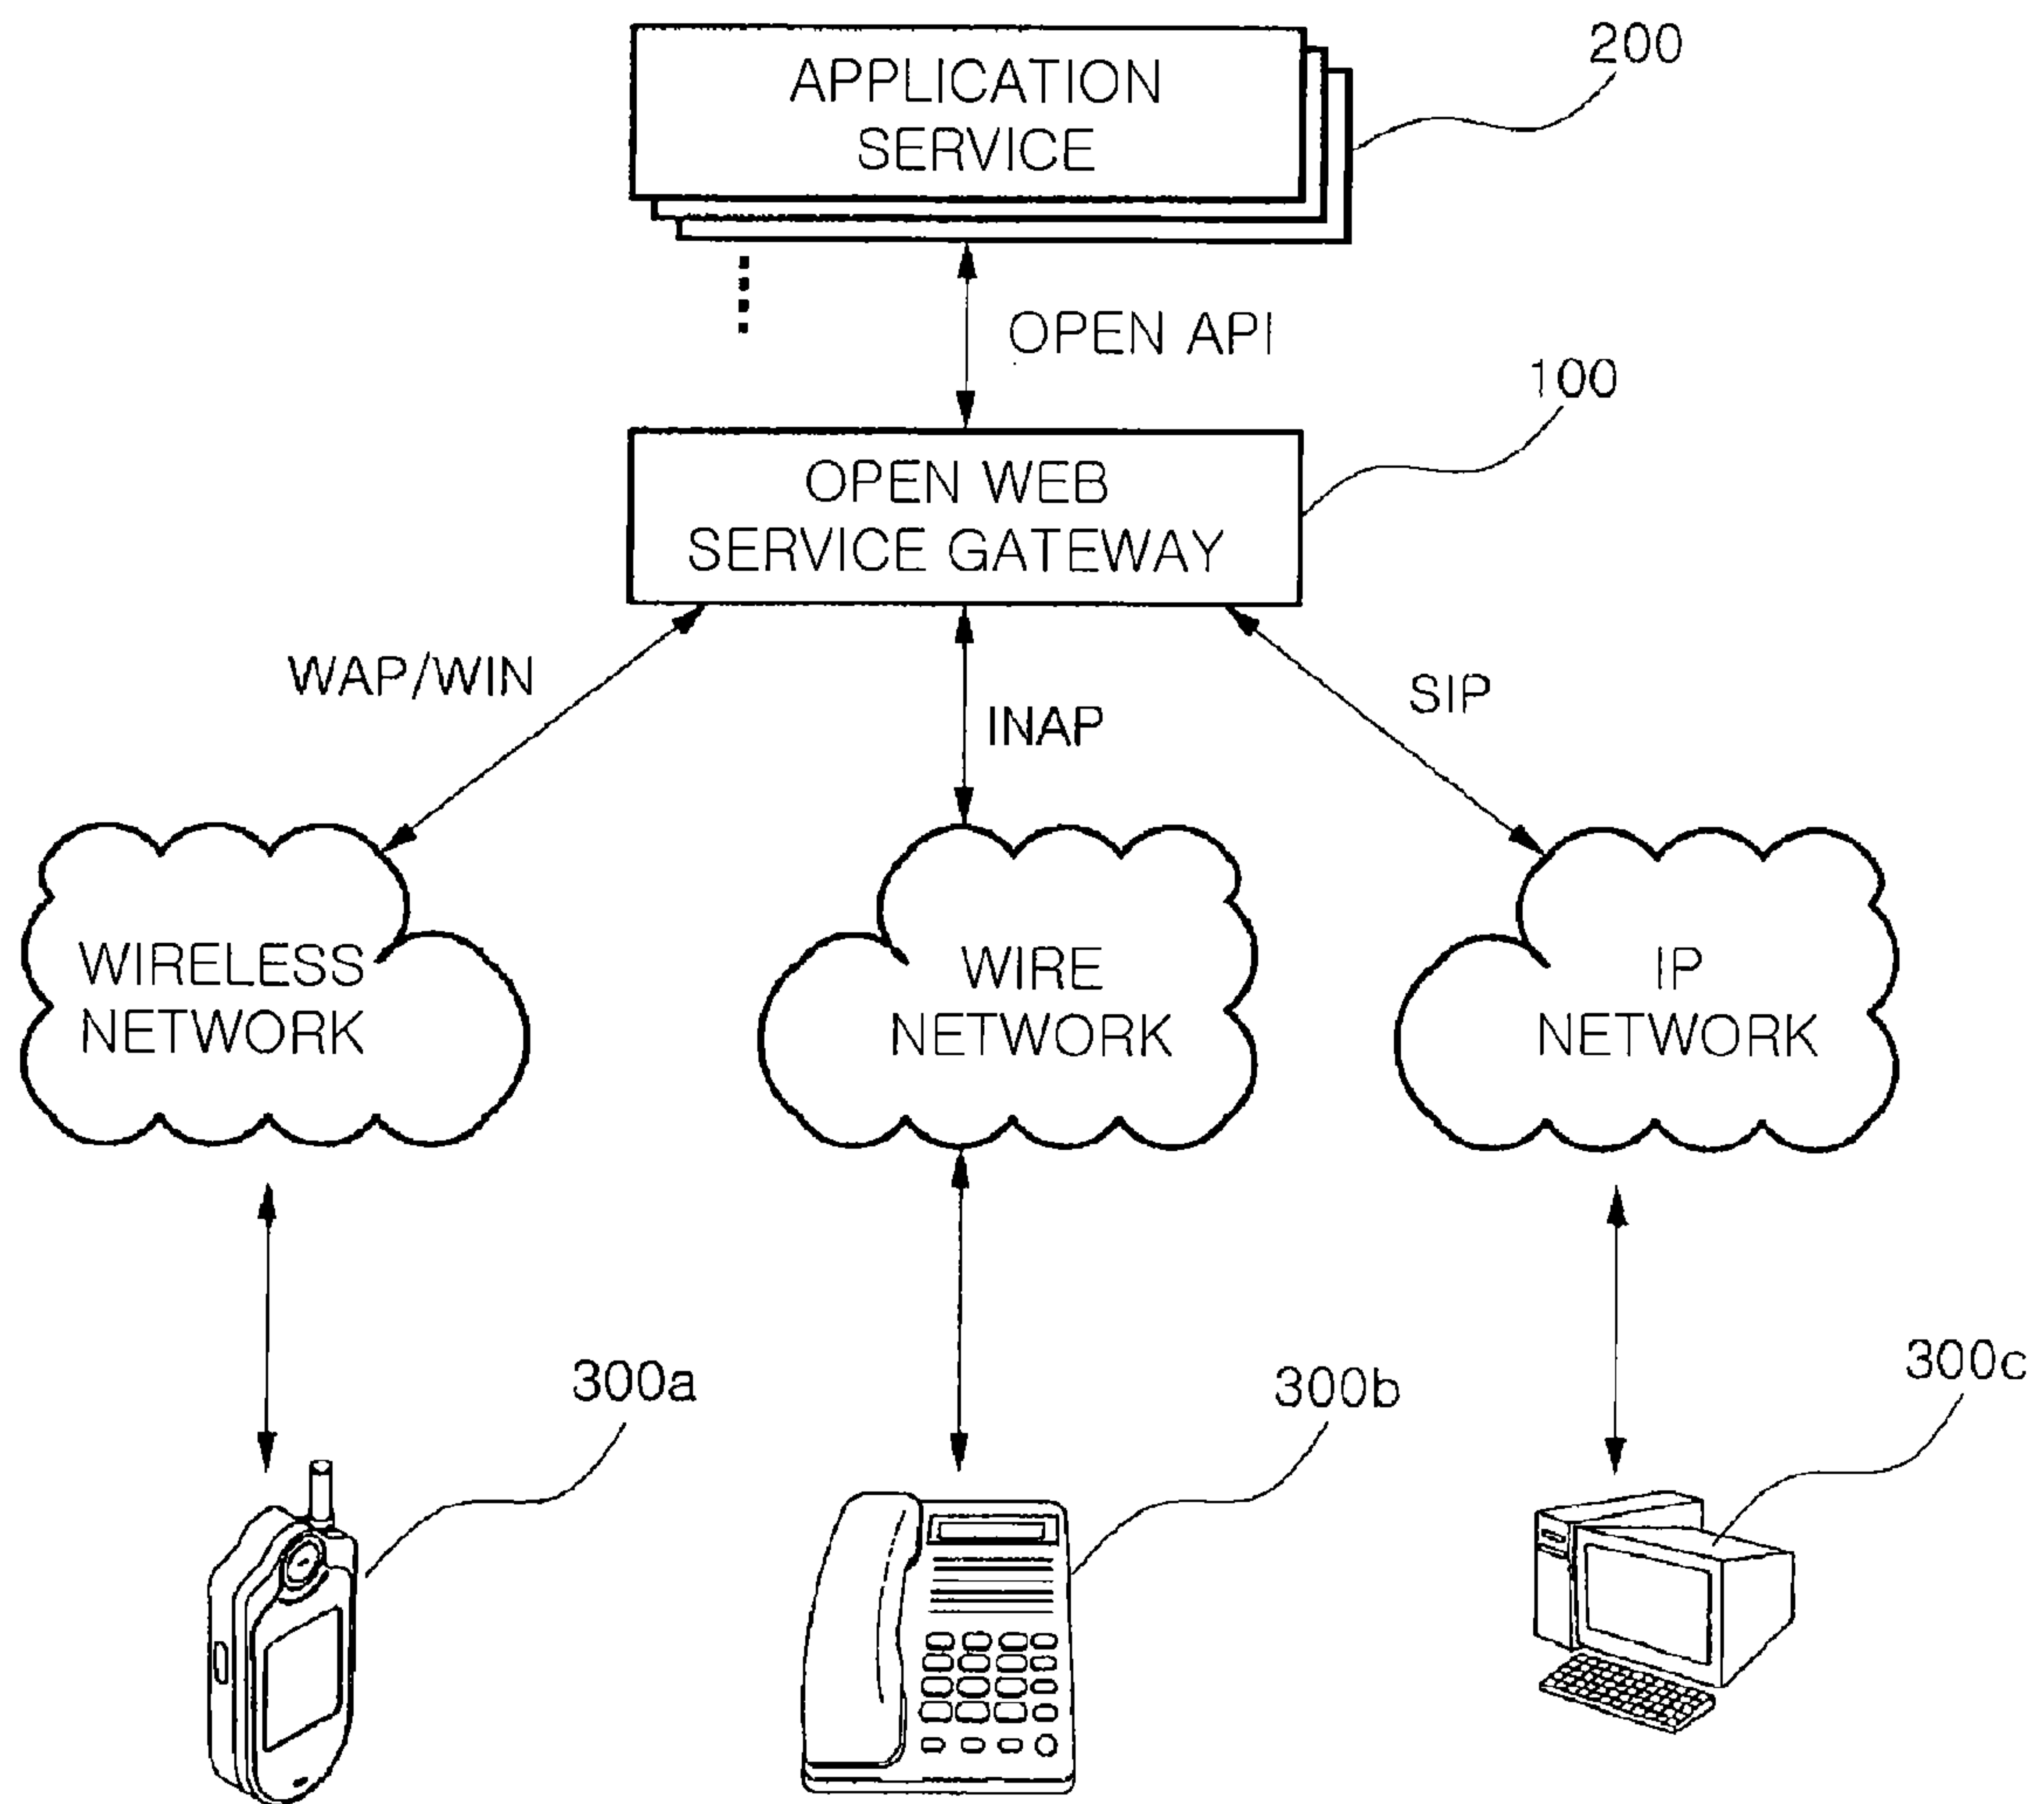 APPLICATION
SERVICE
200
OPEN API
100
OPEN WEB
SERVICE GATEWAY
WAP/WIN
INAP
SIP
WIRELESS
NETWORK
WIRE
NETWORK
IP
NETWORK
300a
300b
300c